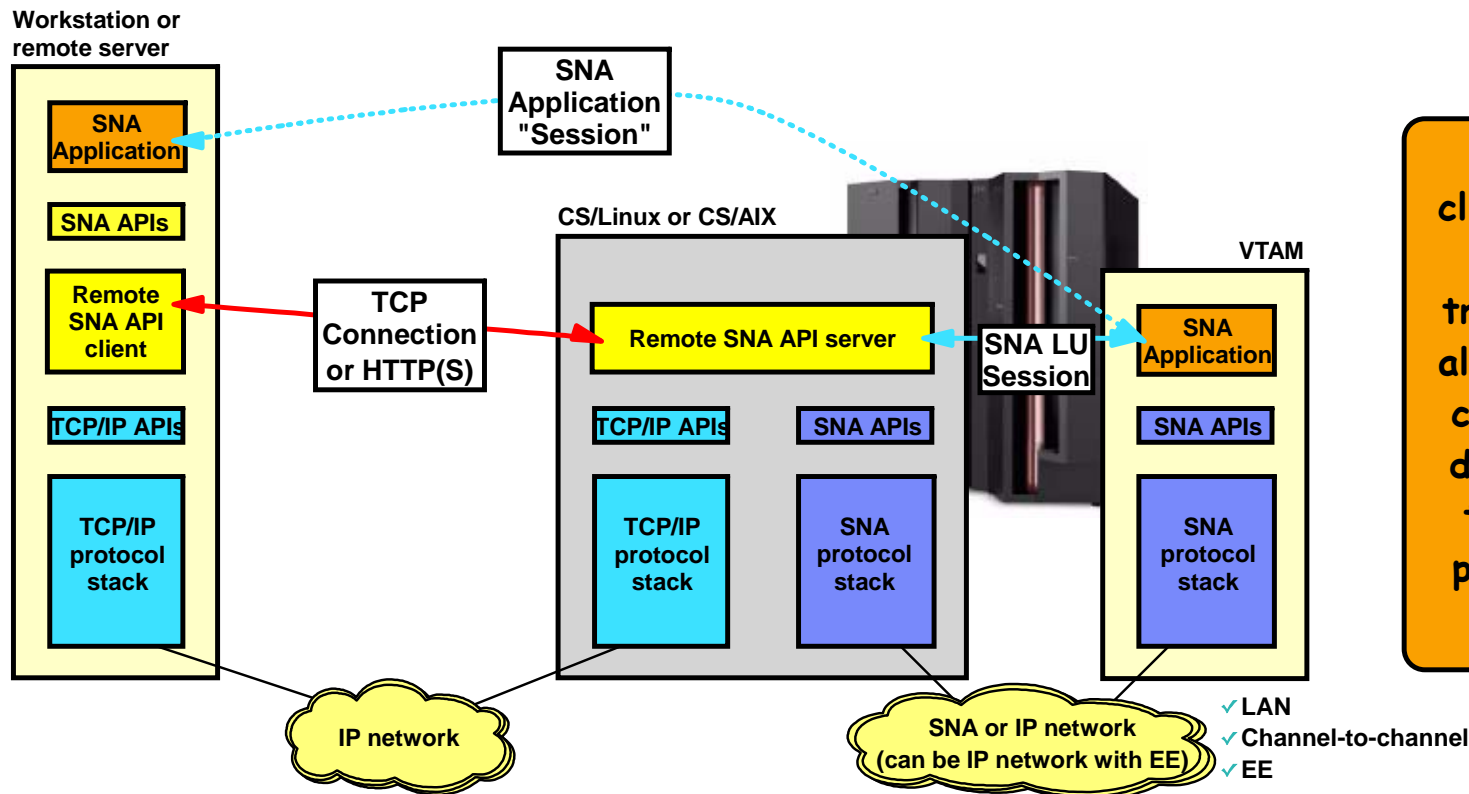 Workstation or
remote server
SNA
Application
SNA APIs
Remote
SNA API
client
TCP/IP APIs
TCP/IP
protocol
stack
SNA
Application
"Session"
TCP
Connection
or HTTP(S)
CS/Linux or CS/AIX
Remote SNA API server
TCP/IP APIs
SNA APIs
TCP/IP
protocol
stack
SNA
protocol
stack
SNA LU
Session
VTAM
SNA
Application
SNA APIs
SNA
protocol
stack
IP network
SNA or IP network
(can be IP network with EE)
✓LAN
✓Channel-to-channel
✓EE